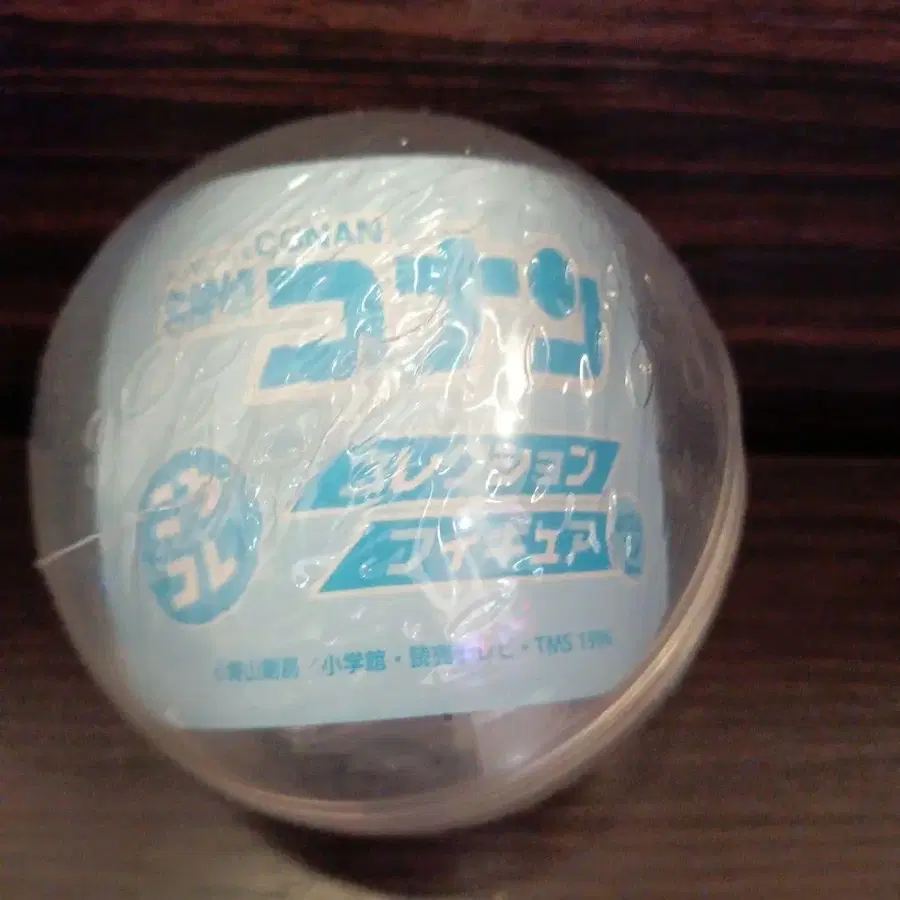 CONAN
コナン
コレクション
フィギュア
コレ
©青山剛昌/小学館・読売テレビ・TMS 1996